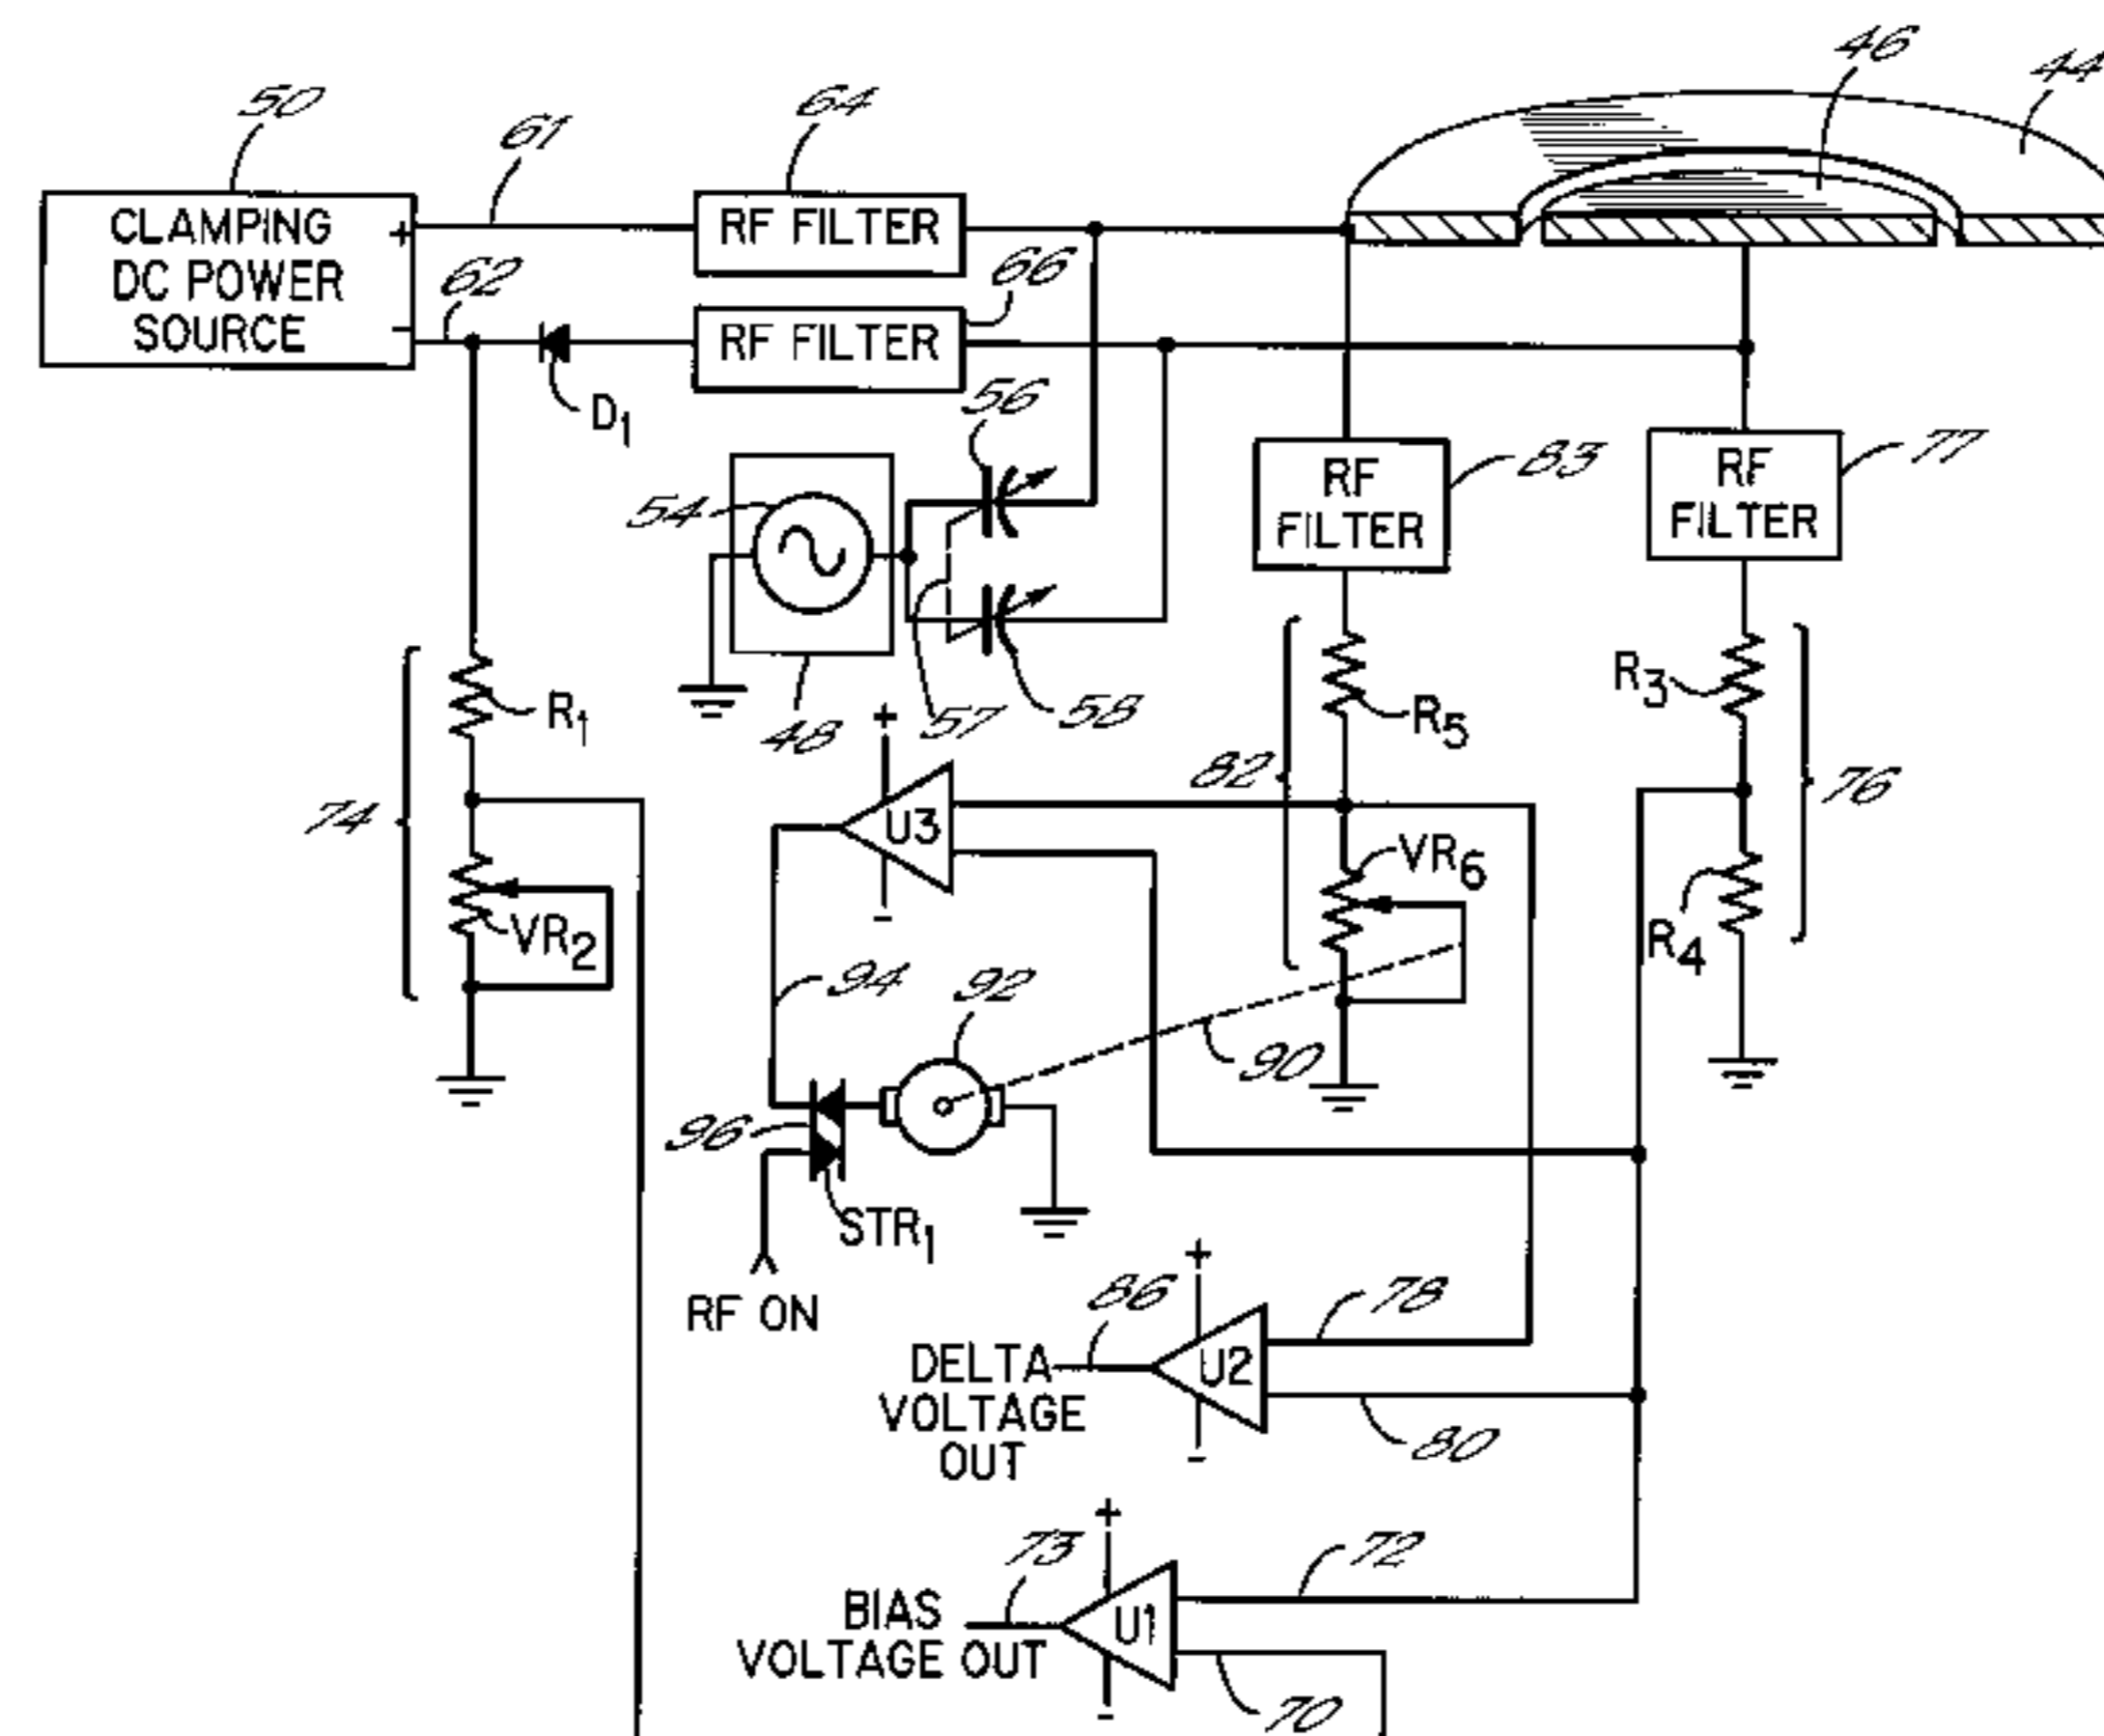 46
44
50
61
64
CLAMPING
DC POWER
SOURCE
+
-
RF FILTER
62
66
RF FILTER
D1
56
54
RF
FILTER
83
RF
FILTER
77
48
57
58
R1
74
VR2
+
U3
-
82
R5
VR6
R3
76
R4
94
92
90
96
STR1
RF ON
+
86
78
DELTA
VOLTAGE
OUT
U2
-
80
+
73
72
BIAS
VOLTAGE OUT
U1
-
70